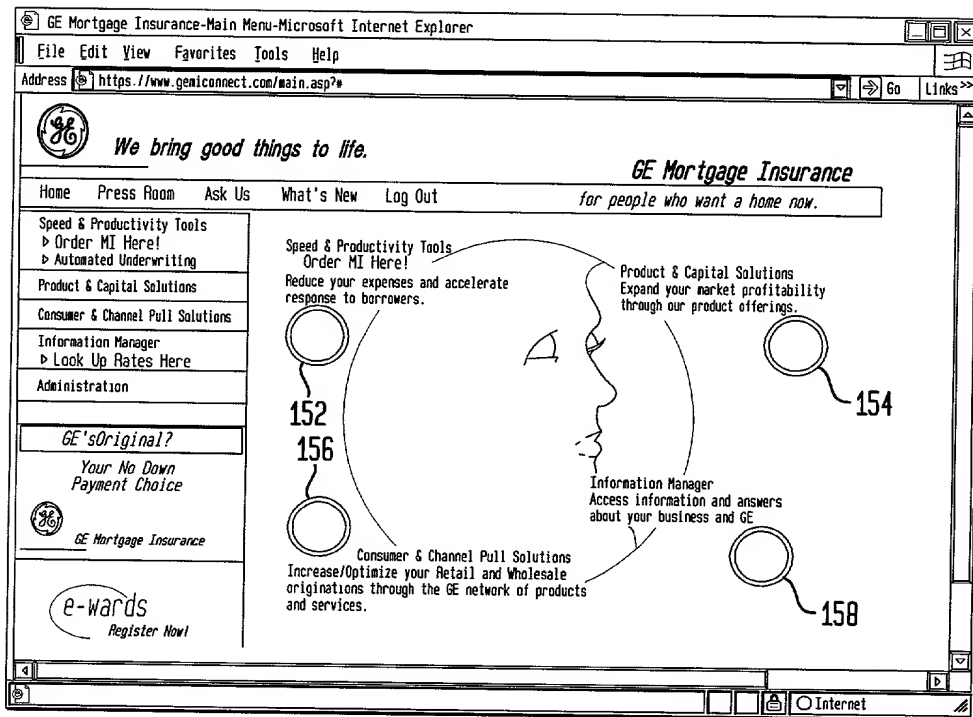 GE Mortgage Insurance-Main Menu-Microsoft Internet Explorer
File Edit View Favorites Tools Help
Address https.//www.gemiconnect.com/main.asp?# Go Links>>
GE
We bring good things to life.
GE Mortgage Insurance
Home Press Room Ask Us What's New Log Out
for people who want a home now.
Speed & Productivity Tools
▷ Order MI Here!
▷ Automated Underwriting
Product & Capital Solutions
Consumer & Channel Pull Solutions
Information Manager
▷ Look Up Rates Here
Administration
GE'sOriginal?
Your No Down
Payment Choice
GE
GE Mortgage Insurance
e-wards
Register Now!
Speed & Productivity Tools
Order MI Here!
Reduce your expenses and accelerate
response to borrowers.
152
Product & Capital Solutions
Expand your market profitability
through our product offerings.
154
156
Consumer & Channel Pull Solutions
Increase/Optimize your Retail and Wholesale
originations through the GE network of products
and services.
Information Manager
Access information and answers
about your business and GE
158
Internet